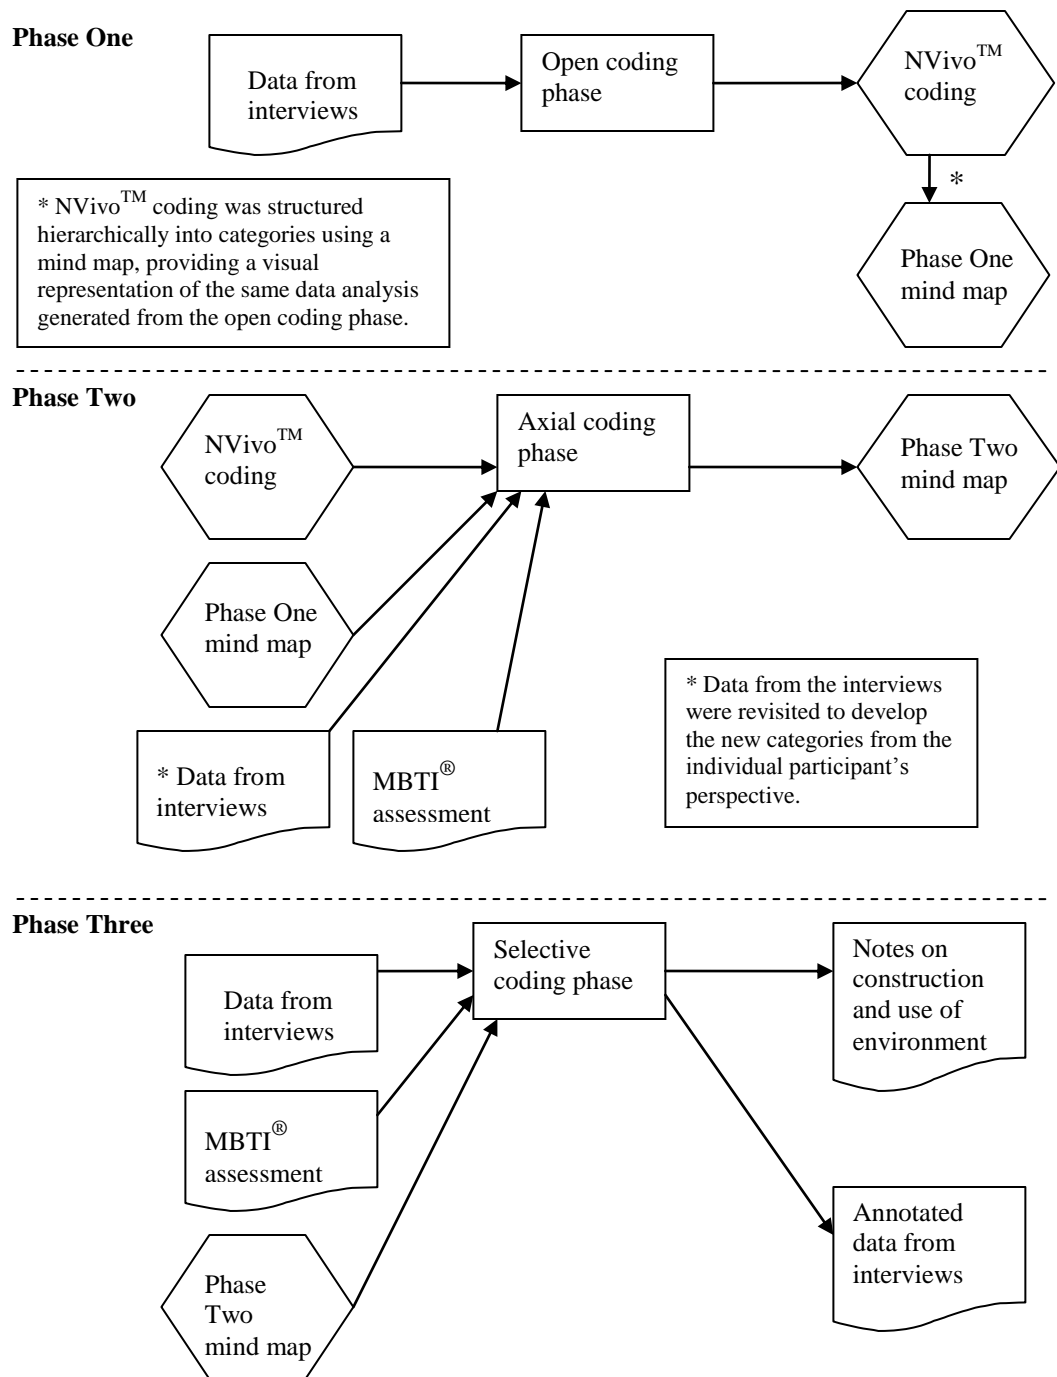 Phase One
Data from
interviews
Open coding
phase
NVivo™
coding
*
* NVivo™ coding was structured
hierarchically into categories using a
mind map, providing a visual
representation of the same data analysis
generated from the open coding phase.
Phase One
mind map
Phase Two
NVivo™
coding
Axial coding
phase
Phase Two
mind map
Phase One
mind map
* Data from
interviews
MBTI®
assessment
* Data from the interviews
were revisited to develop
the new categories from the
individual participant's
perspective.
Phase Three
Data from
interviews
Selective
coding phase
Notes on
construction
and use of
environment
MBTI®
assessment
Annotated
data from
interviews
Phase
Two
mind map